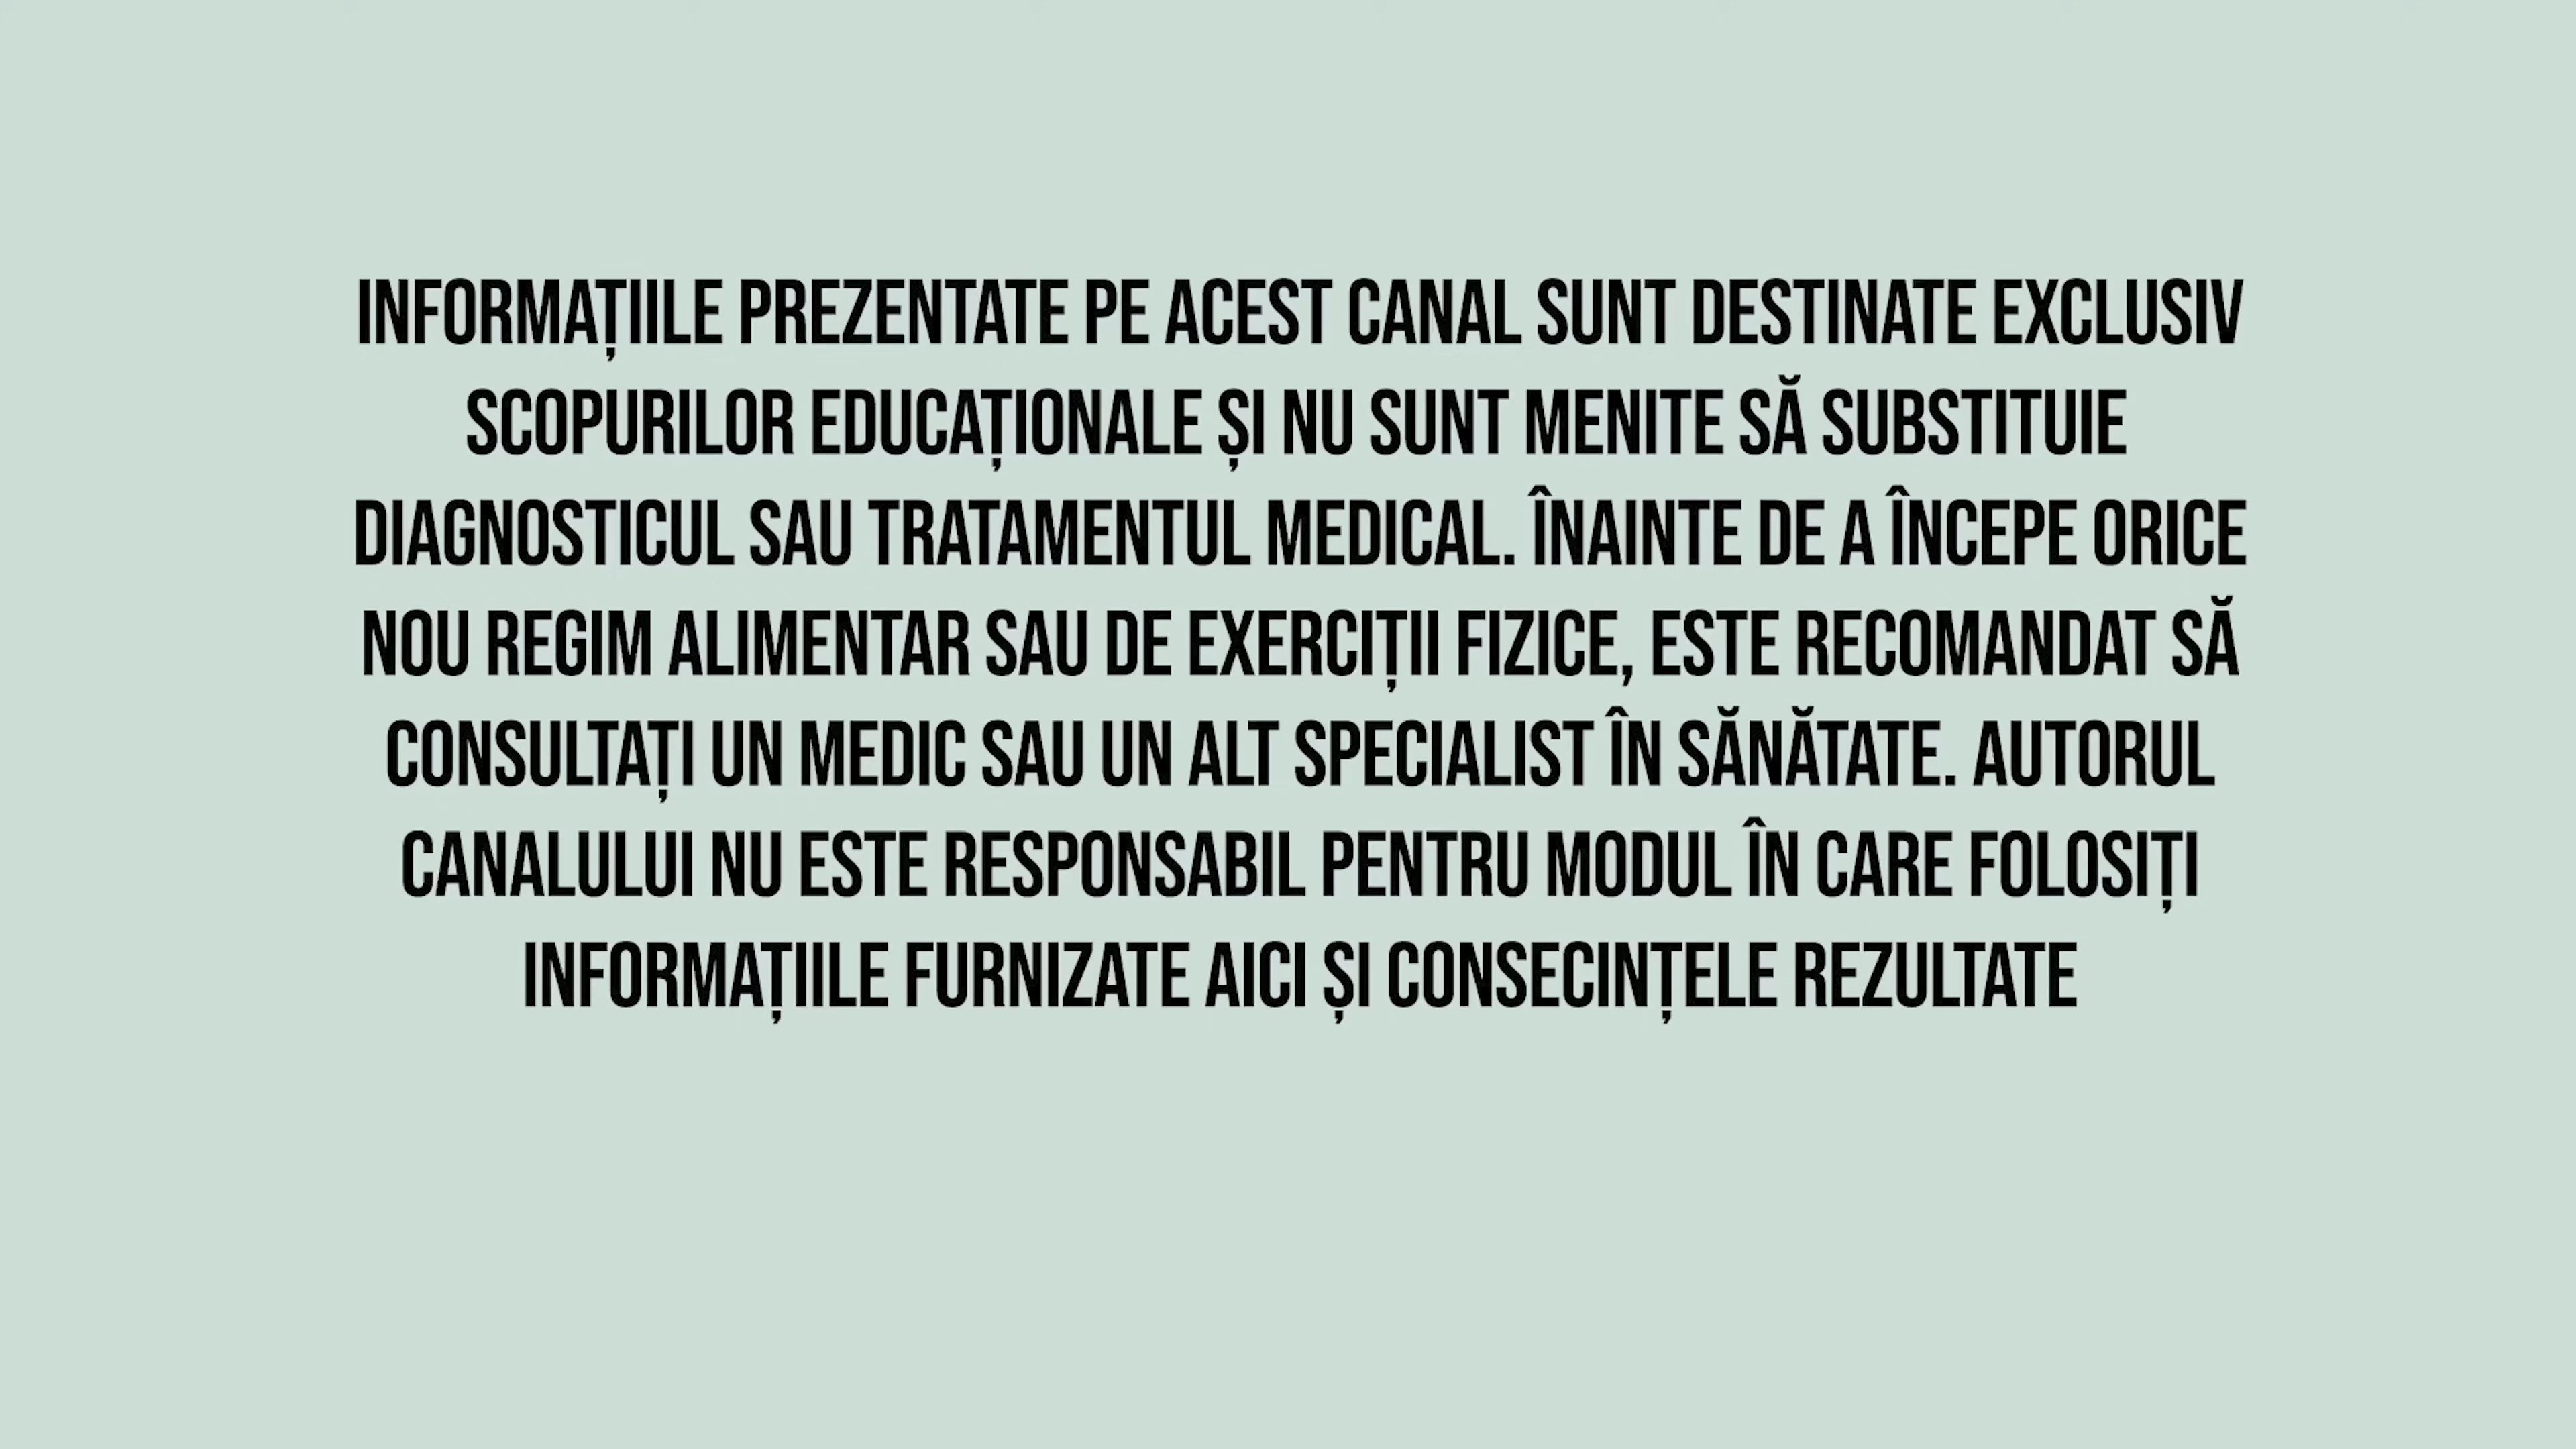 INFORMAȚIILE PREZENTATE PE ACEST CANAL SUNT DESTINATE EXCLUSIV
SCOPURILOR EDUCAȚIONALE ȘI NU SUNT MENITE SĂ SUBSTITUIE
DIAGNOSTICUL SAU TRATAMENTUL MEDICAL. ÎNAINTE DE A ÎNCEPE ORICE
NOU REGIM ALIMENTAR SAU DE EXERCIȚII FIZICE, ESTE RECOMANDAT SĂ
CONSULTAȚI UN MEDIC SAU UN ALT SPECIALIST ÎN SĂNĂTATE. AUTORUL
CANALULUI NU ESTE RESPONSABIL PENTRU MODUL ÎN CARE FOLOSIȚI
INFORMAȚIILE FURNIZATE AICI ȘI CONSECINȚELE REZULTATE